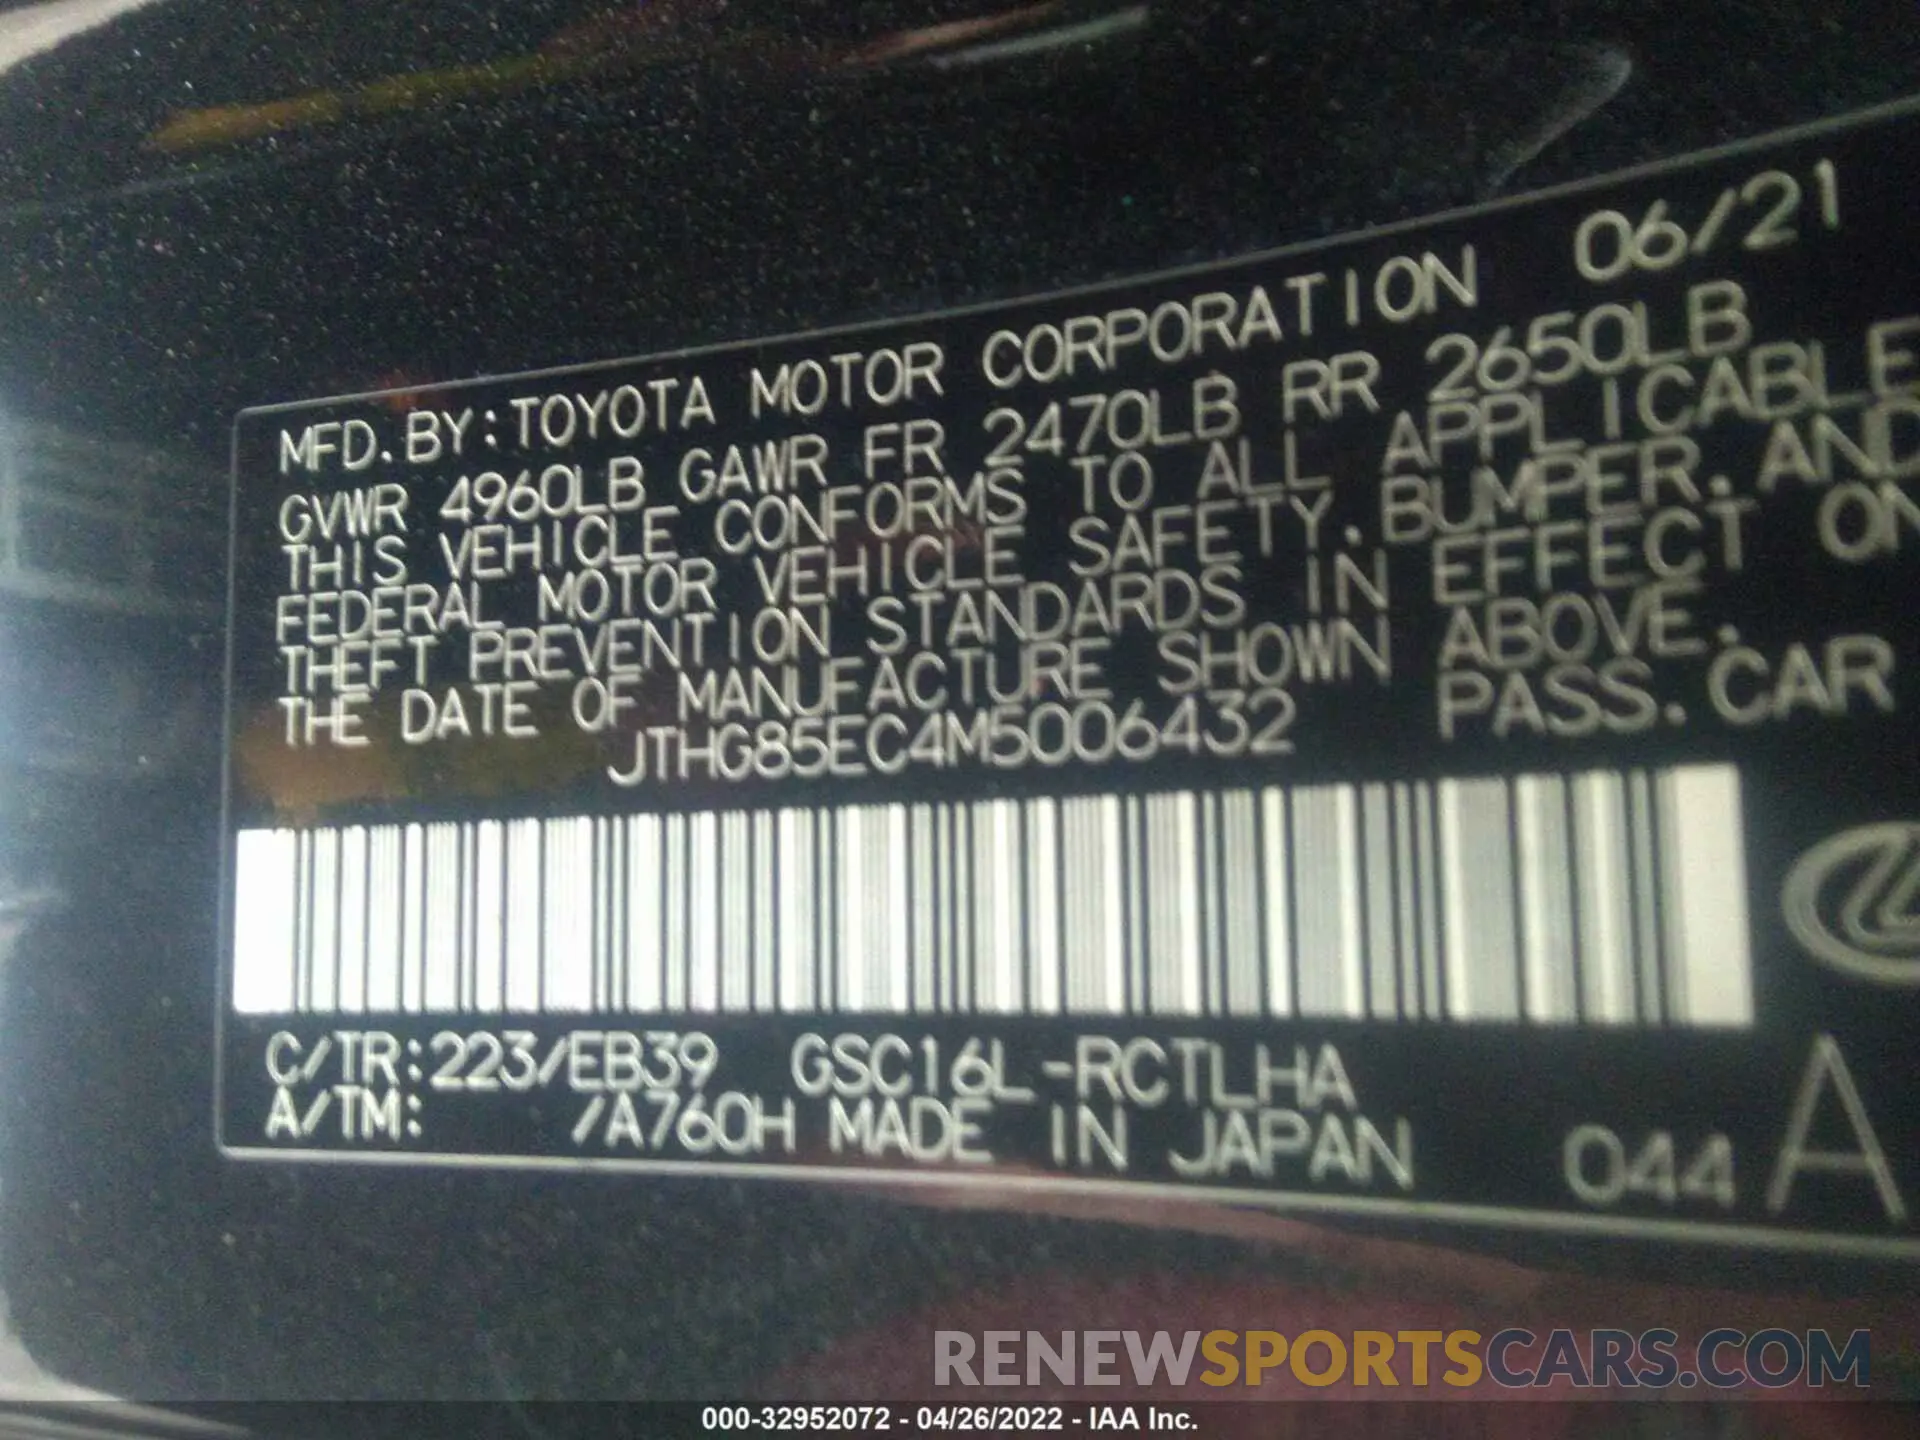 MFD. BY: TOYOTA MOTOR CORPORATION 06/21
GVWR 4960LB GAWR FR 2470LB RR 2650LB
THIS VEHICLE CONFORMS TO ALL APPLICABLE
FEDERAL MOTOR VEHICLE SAFETY, BUMPER, AND
THEFT PREVENTION STANDARDS IN EFFECT ON
THE DATE OF MANUFACTURE SHOWN ABOVE.
JTHG85EC4M5006432 PASS. CAR
C/TR:223/EB39 GSC16L-RCTLHA
A/TM: /A760H MADE IN JAPAN 044 A
RENEWSPORTSCARS.COM
000-32952072 - 04/26/2022 - IAA Inc.